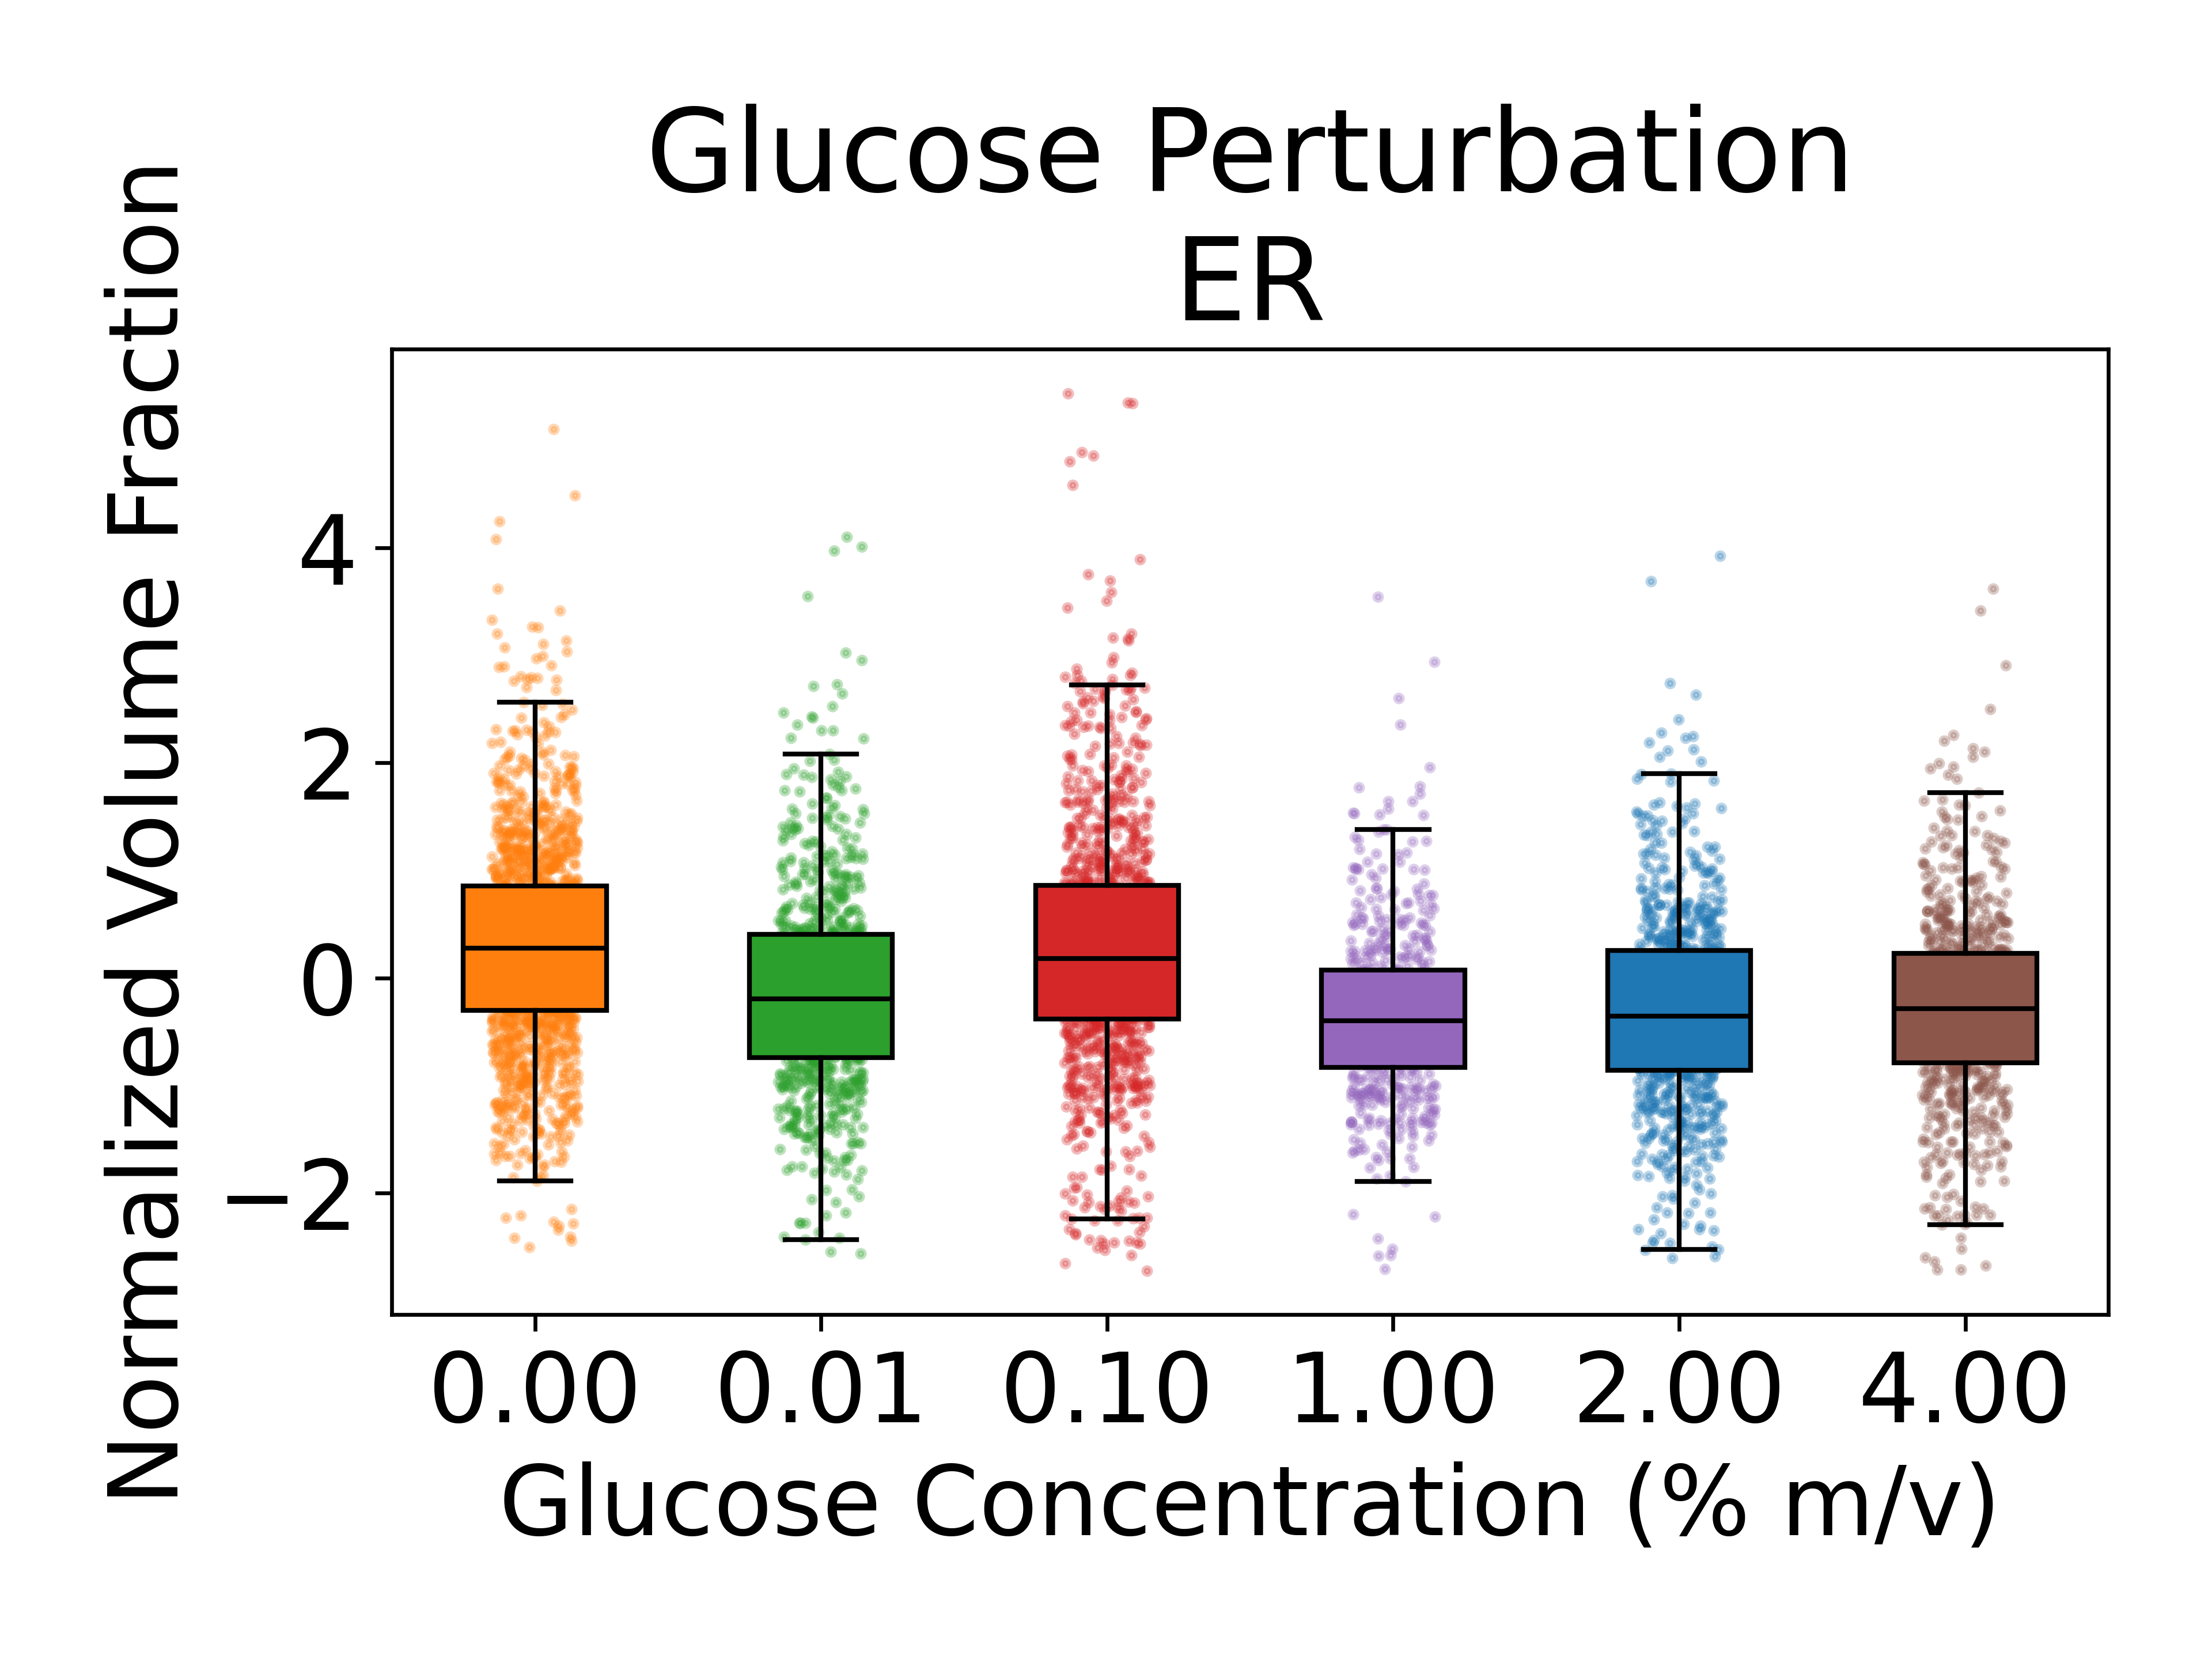 Glucose Perturbation
ER
Normalized Volume Fraction
4
2
0
−2
0.00 0.01 0.10 1.00 2.00 4.00
Glucose Concentration (% m/v)